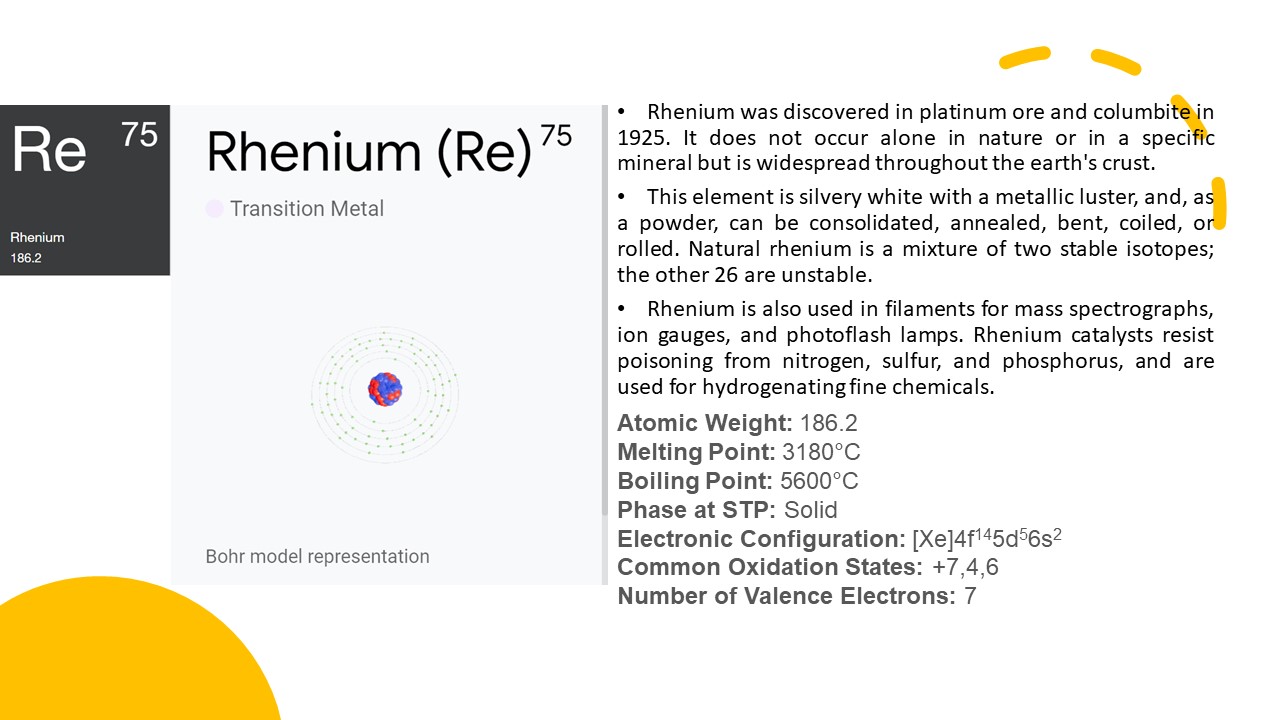 Re 75
Rhenium
186.2
Rhenium (Re) 75
Transition Metal
Bohr model representation
• Rhenium was discovered in platinum ore and columbite in
1925. It does not occur alone in nature or in a specific
mineral but is widespread throughout the earth's crust.
• This element is silvery white with a metallic luster, and, as
a powder, can be consolidated, annealed, bent, coiled, or
rolled. Natural rhenium is a mixture of two stable isotopes;
the other 26 are unstable.
• Rhenium is also used in filaments for mass spectrographs,
ion gauges, and photoflash lamps. Rhenium catalysts resist
poisoning from nitrogen, sulfur, and phosphorus, and are
used for hydrogenating fine chemicals.
Atomic Weight: 186.2
Melting Point: 3180°C
Boiling Point: 5600°C
Phase at STP: Solid
Electronic Configuration: [Xe]4f¹⁴5d⁵6s²
Common Oxidation States: +7,4,6
Number of Valence Electrons: 7